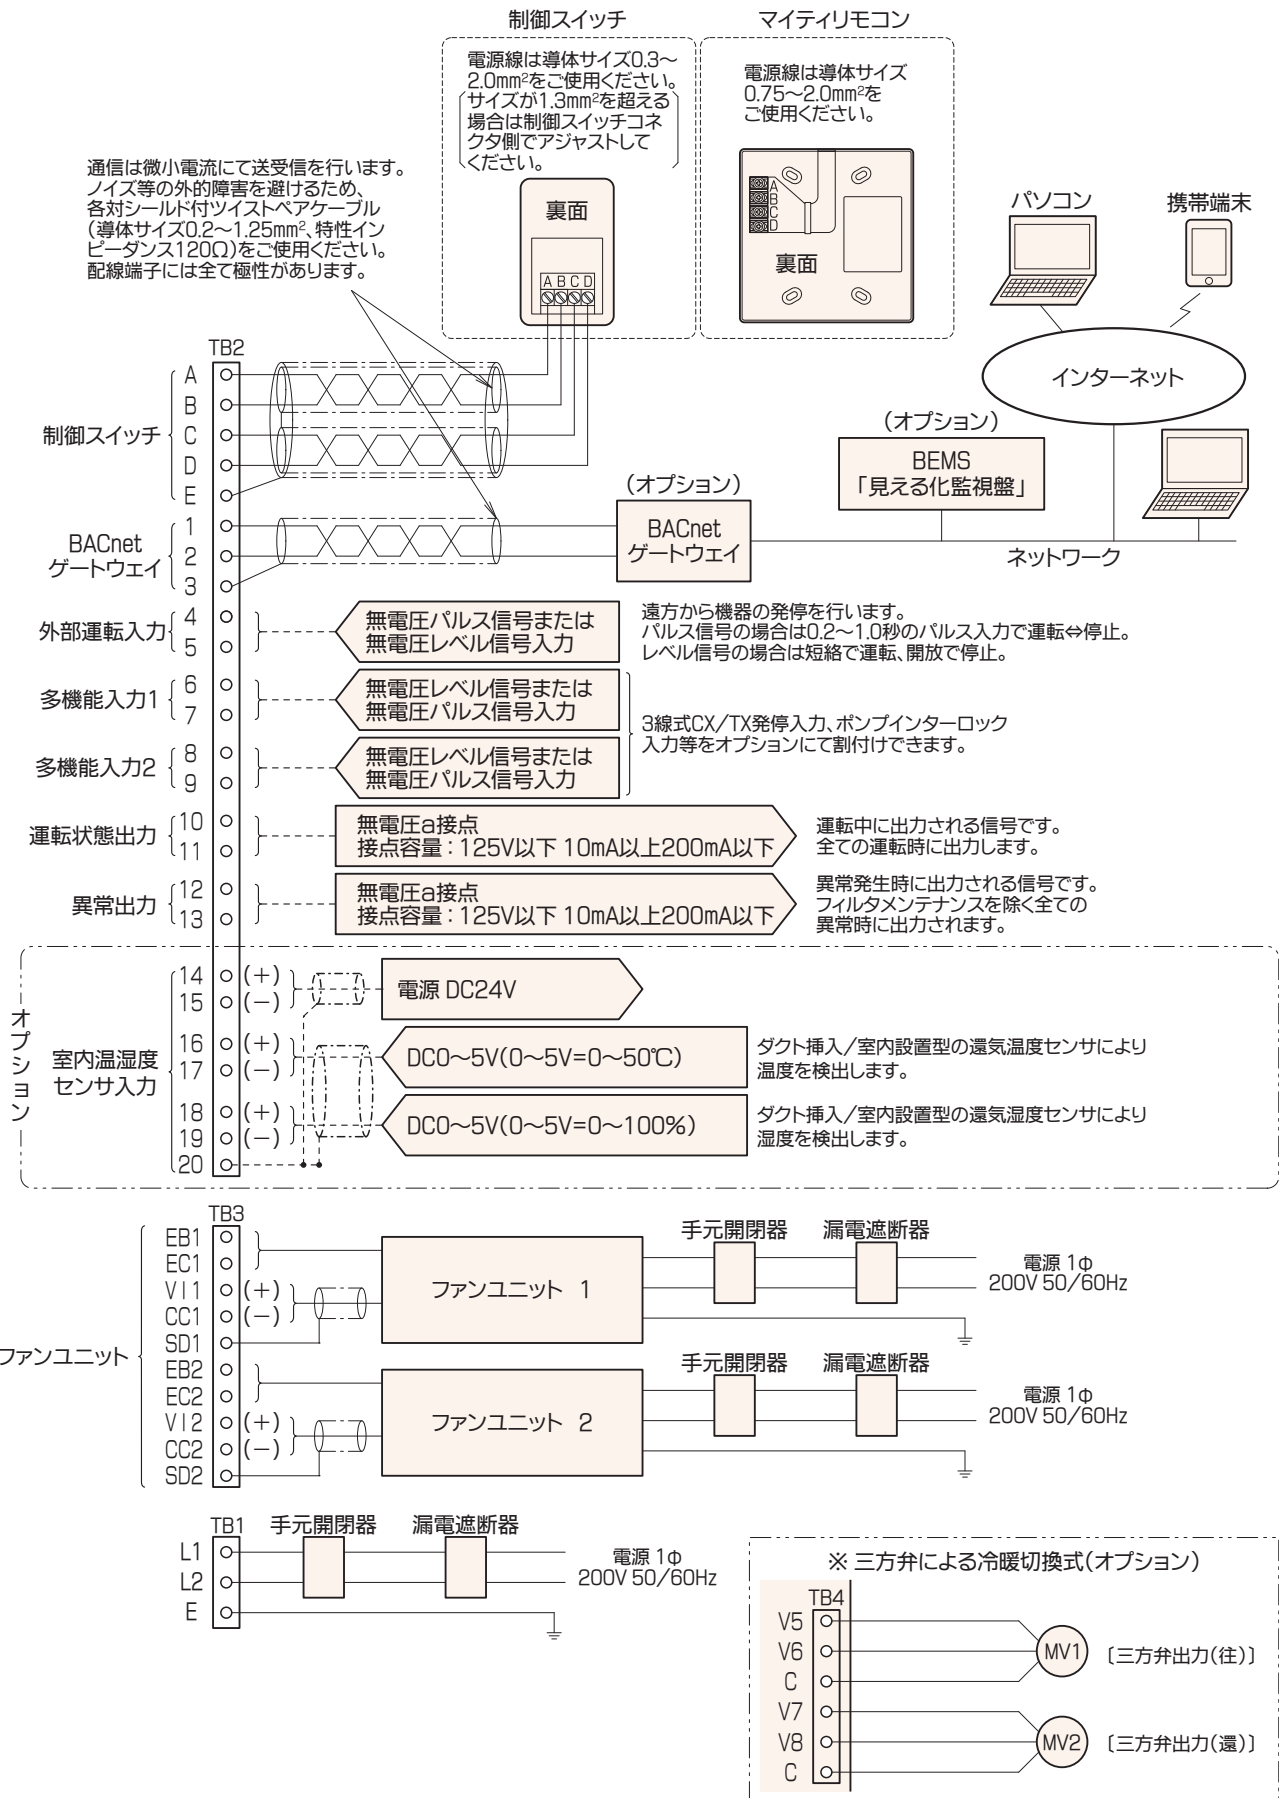 制御スイッチ
マイティリモコン
電源線は導体サイズ0.3～
2.0mm²をご使用ください。
サイズが1.3mm²を超える
場合は制御スイッチコネ
クタ側でアジャストして
ください。
電源線は導体サイズ
0.75～2.0mm²を
ご使用ください。
通信は微小電流にて送受信を行います。
ノイズ等の外的障害を避けるため、
各対シールド付ツイストペアケーブル
(導体サイズ0.2～1.25mm²、特性イン
ピーダンス120Ω)をご使用ください。
配線端子には全て極性があります。
裏面
A B C D
A
B
C
D
裏面
パソコン
携帯端末
インターネット
TB2
制御スイッチ
A
B
C
D
E
(オプション)
BEMS
「見える化監視盤」
(オプション)
BACnet
ゲートウェイ
ネットワーク
BACnet
ゲートウェイ
1
2
3
外部運転入力
4
5
無電圧パルス信号または
無電圧レベル信号入力
遠方から機器の発停を行います。
パルス信号の場合は0.2～1.0秒のパルス入力で運転⇔停止。
レベル信号の場合は短絡で運転、開放で停止。
多機能入力1
6
7
無電圧レベル信号または
無電圧パルス信号入力
3線式CX/TX発停入力、ポンプインターロック
入力等をオプションにて割付けできます。
多機能入力2
8
9
無電圧レベル信号または
無電圧パルス信号入力
運転状態出力
10
11
無電圧a接点
接点容量：125V以下 10mA以上200mA以下
運転中に出力される信号です。
全ての運転時に出力します。
異常出力
12
13
無電圧a接点
接点容量：125V以下 10mA以上200mA以下
異常発生時に出力される信号です。
フィルタメンテナンスを除く全ての
異常時に出力されます。
オプション
室内温湿度
センサ入力
14 (+)
15 (−)
電源 DC24V
16 (+)
17 (−)
DC0～5V(0～5V=0～50℃)
ダクト挿入/室内設置型の還気温度センサにより
温度を検出します。
18 (+)
19 (−)
20
DC0～5V(0～5V=0～100%)
ダクト挿入/室内設置型の還気湿度センサにより
湿度を検出します。
TB3
ファンユニット
EB1
EC1
VI1 (+)
CC1 (−)
SD1
EB2
EC2
VI2 (+)
CC2 (−)
SD2
ファンユニット 1
手元開閉器
漏電遮断器
電源 1φ
200V 50/60Hz
ファンユニット 2
手元開閉器
漏電遮断器
電源 1φ
200V 50/60Hz
TB1
手元開閉器
漏電遮断器
L1
L2
E
電源 1φ
200V 50/60Hz
※ 三方弁による冷暖切換式(オプション)
TB4
V5
V6
C
V7
V8
C
MV1
〔三方弁出力(往)〕
MV2
〔三方弁出力(還)〕